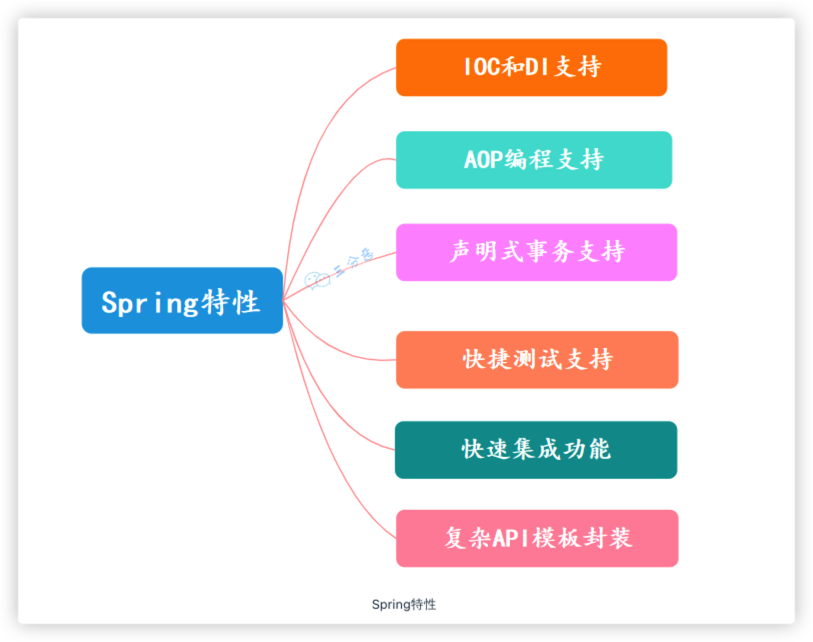 IOC和DI支持
AOP编程支持
声明式事务支持
三分恶
Spring特性
快捷测试支持
快速集成功能
复杂API模板封装
Spring特性